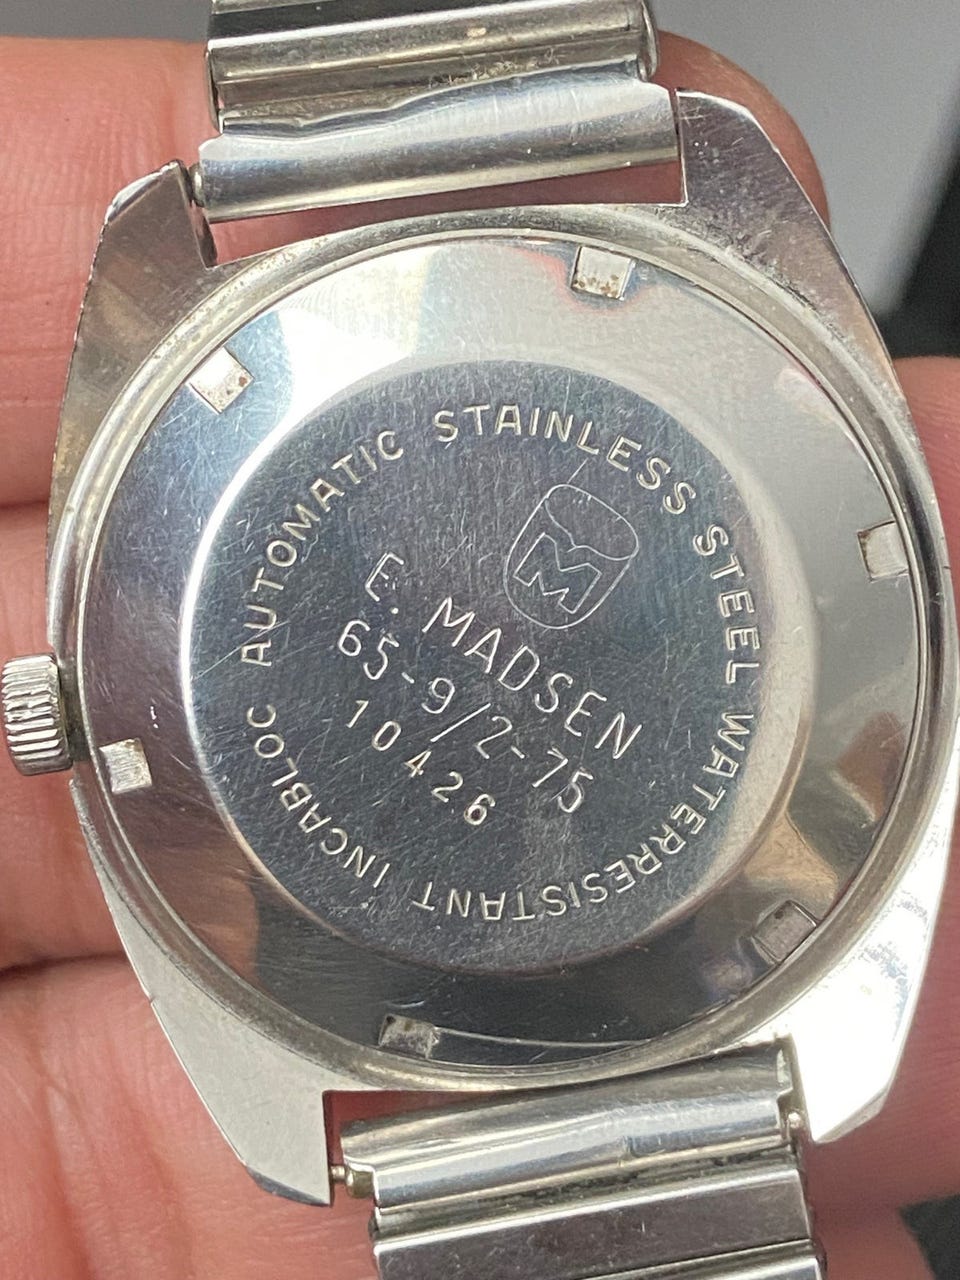 AUTOMATIC STAINLESS STEEL WATERRESISTANT INCABLOC
M
E. MADSEN
65-9/2-75
10426